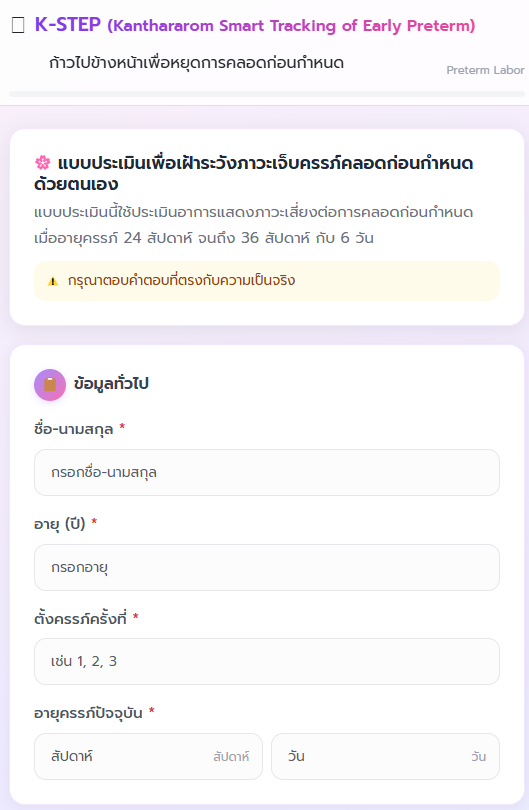 K-STEP (Kanthararom Smart Tracking of Early Preterm)
ก้าวไปข้างหน้าเพื่อหยุดการคลอดก่อนกำหนด
Preterm Labor
แบบประเมินเพื่อเฝ้าระวังภาวะเจ็บครรภ์คลอดก่อนกำหนด
ด้วยตนเอง
แบบประเมินนี้ใช้ประเมินอาการแสดงภาวะเสี่ยงต่อการคลอดก่อนกำหนด
เมื่ออายุครรภ์ 24 สัปดาห์ จนถึง 36 สัปดาห์ กับ 6 วัน
กรุณาตอบคำตอบที่ตรงกับความเป็นจริง
ข้อมูลทั่วไป
ชื่อ-นามสกุล *
กรอกชื่อ-นามสกุล
อายุ (ปี) *
กรอกอายุ
ตั้งครรภ์ครั้งที่ *
เช่น 1, 2, 3
อายุครรภ์ปัจจุบัน *
สัปดาห์ สัปดาห์ วัน วัน